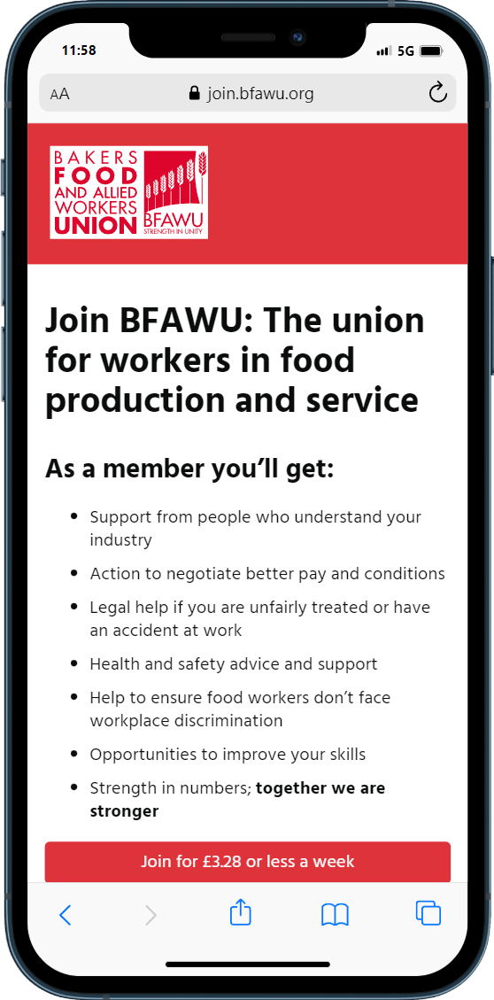 11:58
5G
AA
join.bfawu.org
BAKERS
FOOD
AND ALLIED
WORKERS
UNION
BFAWU
STRENGTH IN UNITY
Join BFAWU: The union
for workers in food
production and service
As a member you’ll get:
• Support from people who understand your
industry
• Action to negotiate better pay and conditions
• Legal help if you are unfairly treated or have
an accident at work
• Health and safety advice and support
• Help to ensure food workers don’t face
workplace discrimination
• Opportunities to improve your skills
• Strength in numbers; together we are
stronger
Join for £3.28 or less a week